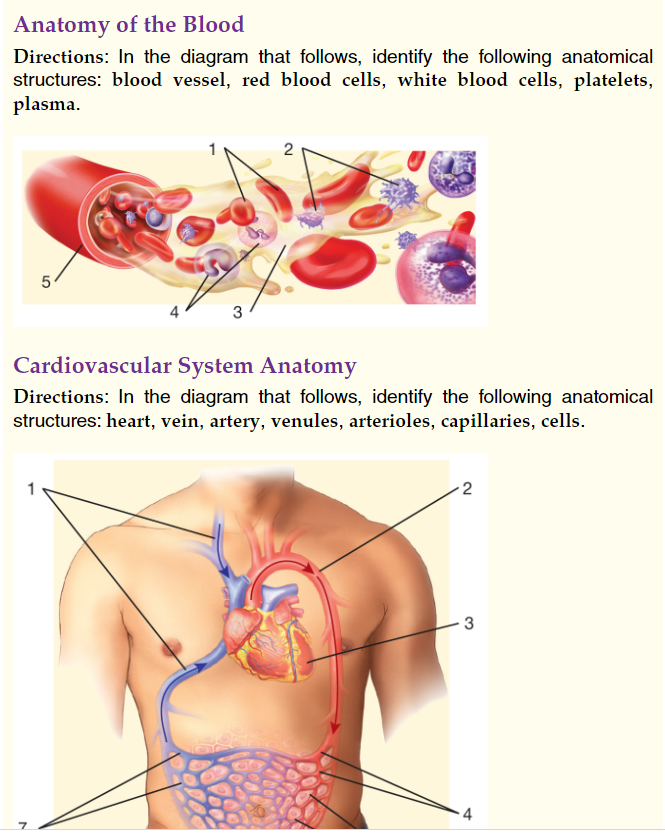 Anatomy of the Blood
Directions: In the diagram that follows, identify the following anatomical
structures: blood vessel, red blood cells, white blood cells, platelets,
plasma.
1 2
5
4 3
Cardiovascular System Anatomy
Directions: In the diagram that follows, identify the following anatomical
structures: heart, vein, artery, venules, arterioles, capillaries, cells.
1 2
3
4
7